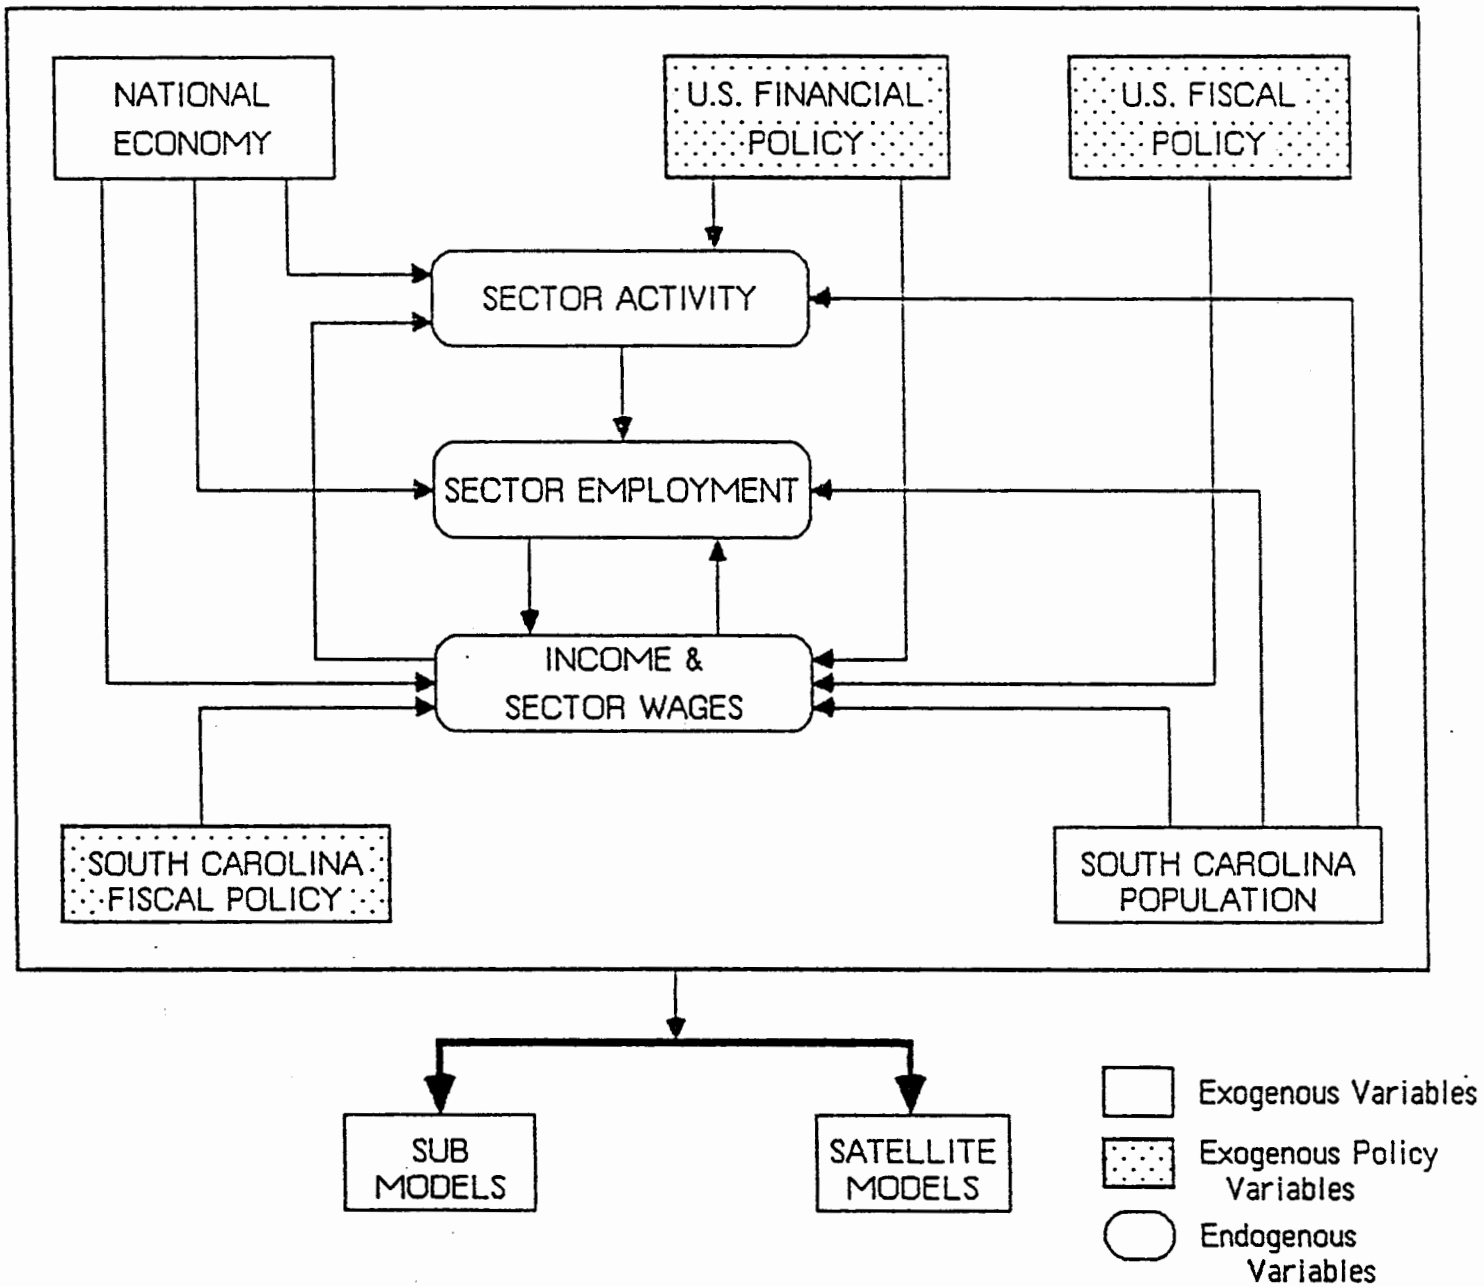 NATIONAL
ECONOMY
U.S. FINANCIAL
POLICY
U.S. FISCAL
POLICY
SECTOR ACTIVITY
SECTOR EMPLOYMENT
INCOME &
SECTOR WAGES
SOUTH CAROLINA
FISCAL POLICY
SOUTH CAROLINA
POPULATION
SUB
MODELS
SATELLITE
MODELS
Exogenous Variables
Exogenous Policy
Variables
Endogenous
Variables